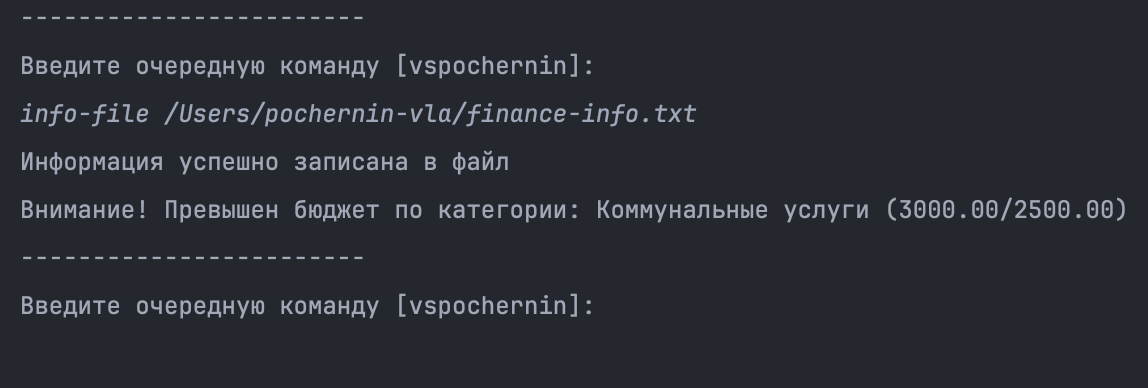 ------------------------
Введите очередную команду [vspochernin]:
info-file /Users/pochernin-vla/finance-info.txt
Информация успешно записана в файл
Внимание! Превышен бюджет по категории: Коммунальные услуги (3000.00/2500.00)
------------------------
Введите очередную команду [vspochernin]: